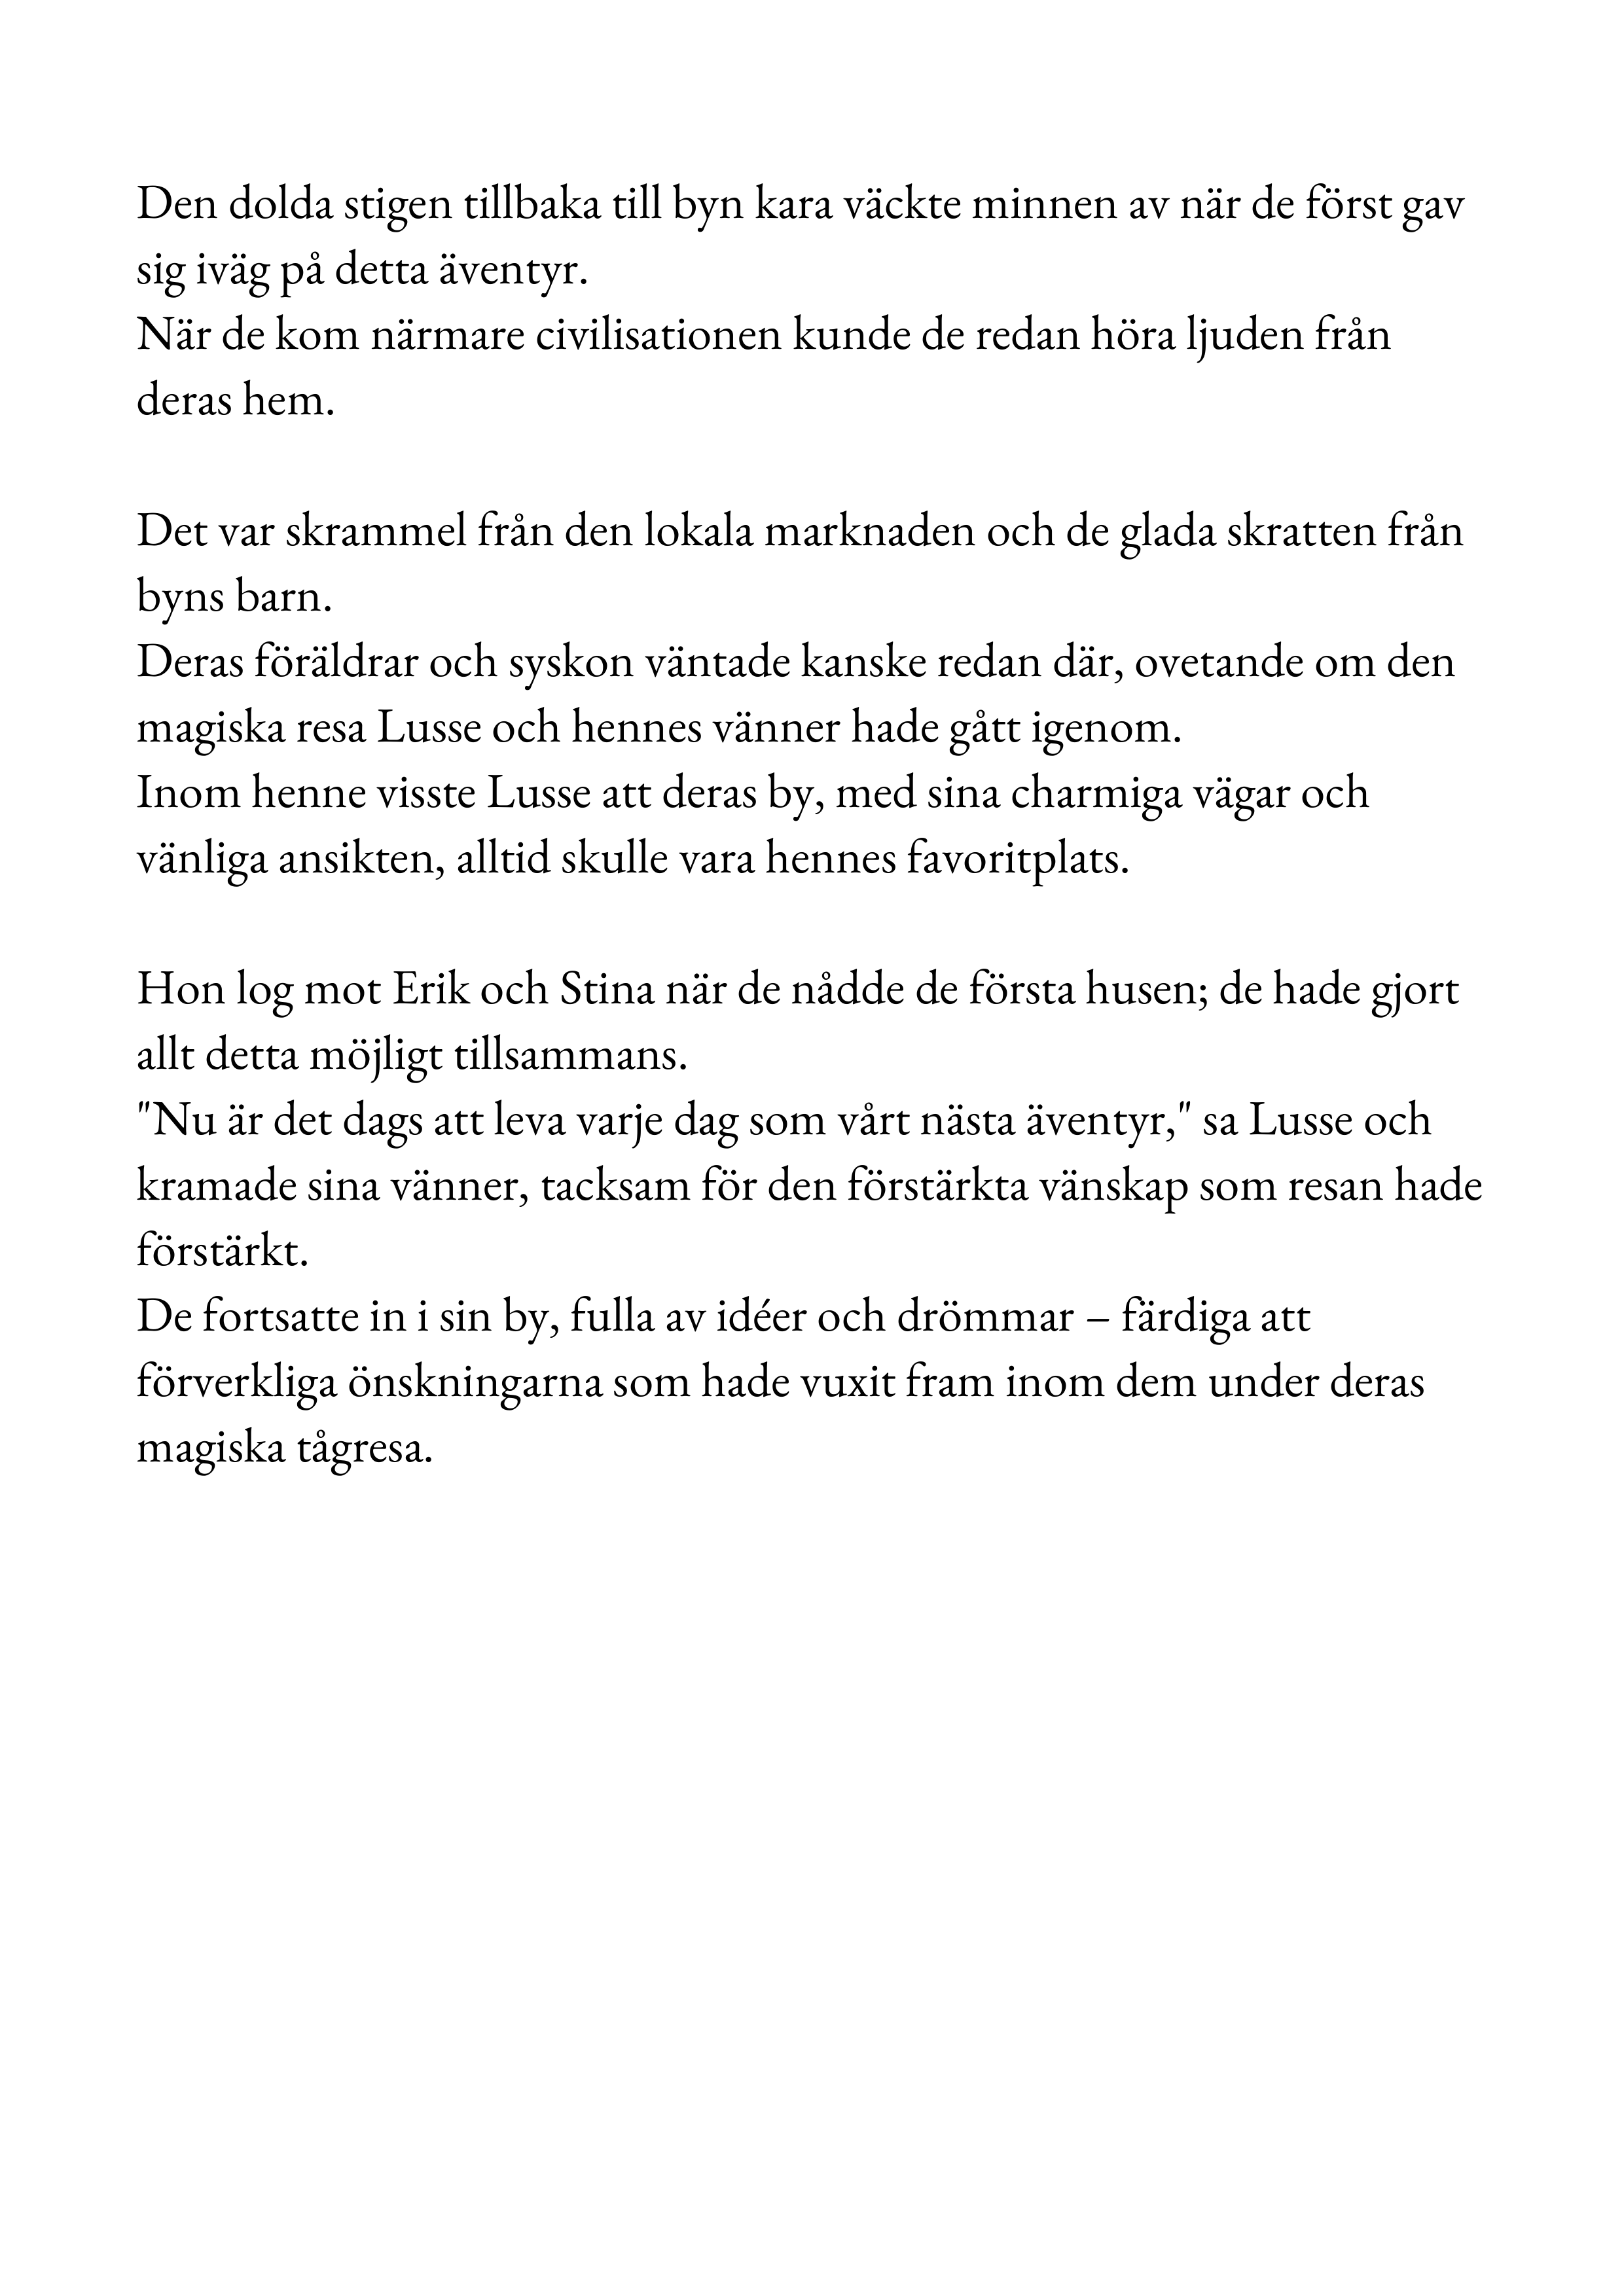 Den dolda stigen tillbaka till byn kara väckte minnen av när de först gav
sig iväg på detta äventyr.
När de kom närmare civilisationen kunde de redan höra ljuden från
deras hem.
Det var skrammel från den lokala marknaden och de glada skratten från
byns barn.
Deras föräldrar och syskon väntade kanske redan där, ovetande om den
magiska resa Lusse och hennes vänner hade gått igenom.
Inom henne visste Lusse att deras by, med sina charmiga vägar och
vänliga ansikten, alltid skulle vara hennes favoritplats.
Hon log mot Erik och Stina när de nådde de första husen; de hade gjort
allt detta möjligt tillsammans.
"Nu är det dags att leva varje dag som vårt nästa äventyr," sa Lusse och
kramade sina vänner, tacksam för den förstärkta vänskap som resan hade
förstärkt.
De fortsatte in i sin by, fulla av idéer och drömmar – färdiga att
förverkliga önskningarna som hade vuxit fram inom dem under deras
magiska tågresa.